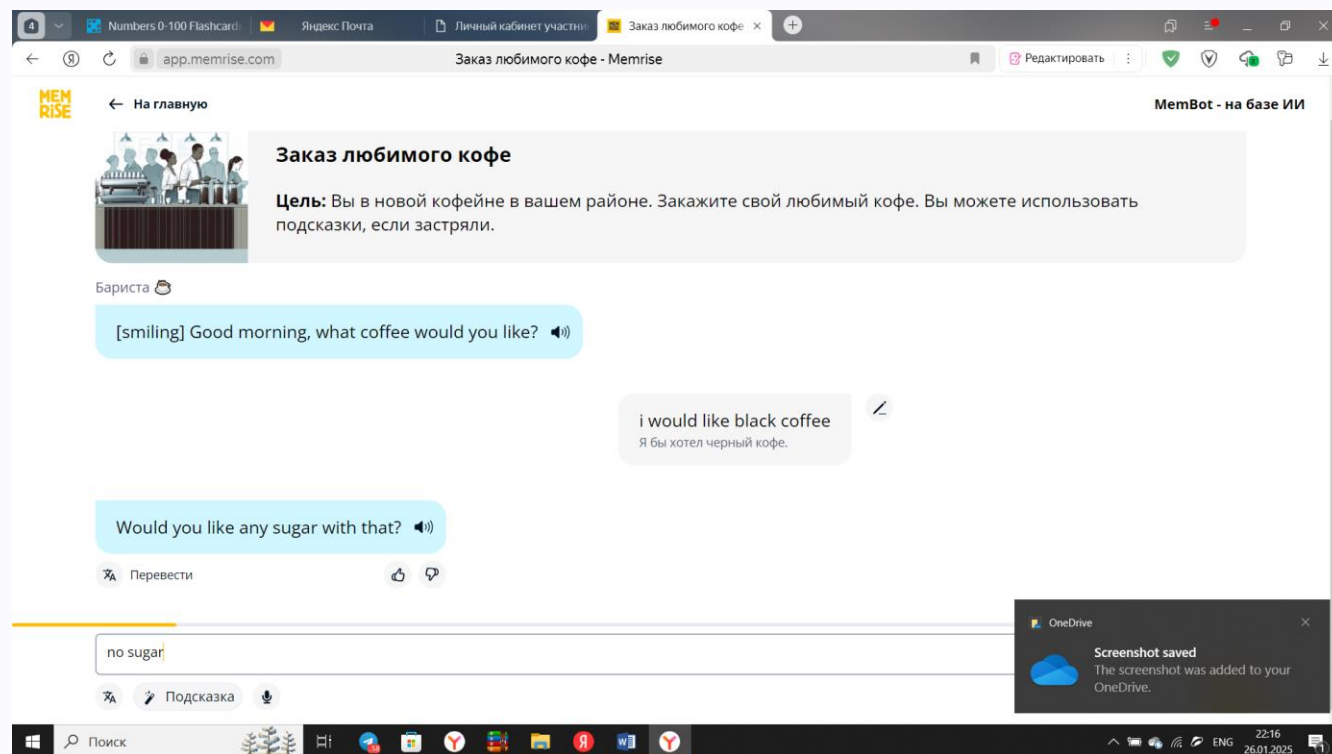 4
Numbers 0-100 Flashcard
Яндекс Почта
Личный кабинет участни
Заказ любимого кофе
app.memrise.com
Заказ любимого кофе - Memrise
Редактировать
MEM
RiSE
На главную
MemBot - на базе ИИ
Заказ любимого кофе
Цель: Вы в новой кофейне в вашем районе. Закажите свой любимый кофе. Вы можете использовать
подсказки, если застряли.
Бариста
[smiling] Good morning, what coffee would you like?
i would like black coffee
Я бы хотел черный кофе.
Would you like any sugar with that?
Перевести
no sugar
Подсказка
OneDrive
Screenshot saved
The screenshot was added to your
OneDrive.
Поиск
ENG
22:16
26.01.2025